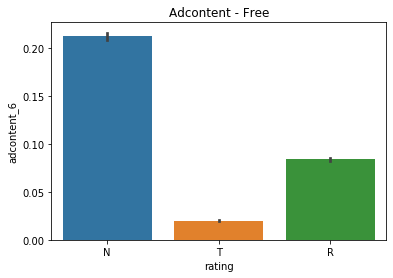 Adcontent - Free
adcontent_6
0.20
0.15
0.10
0.05
0.00
N T R
rating